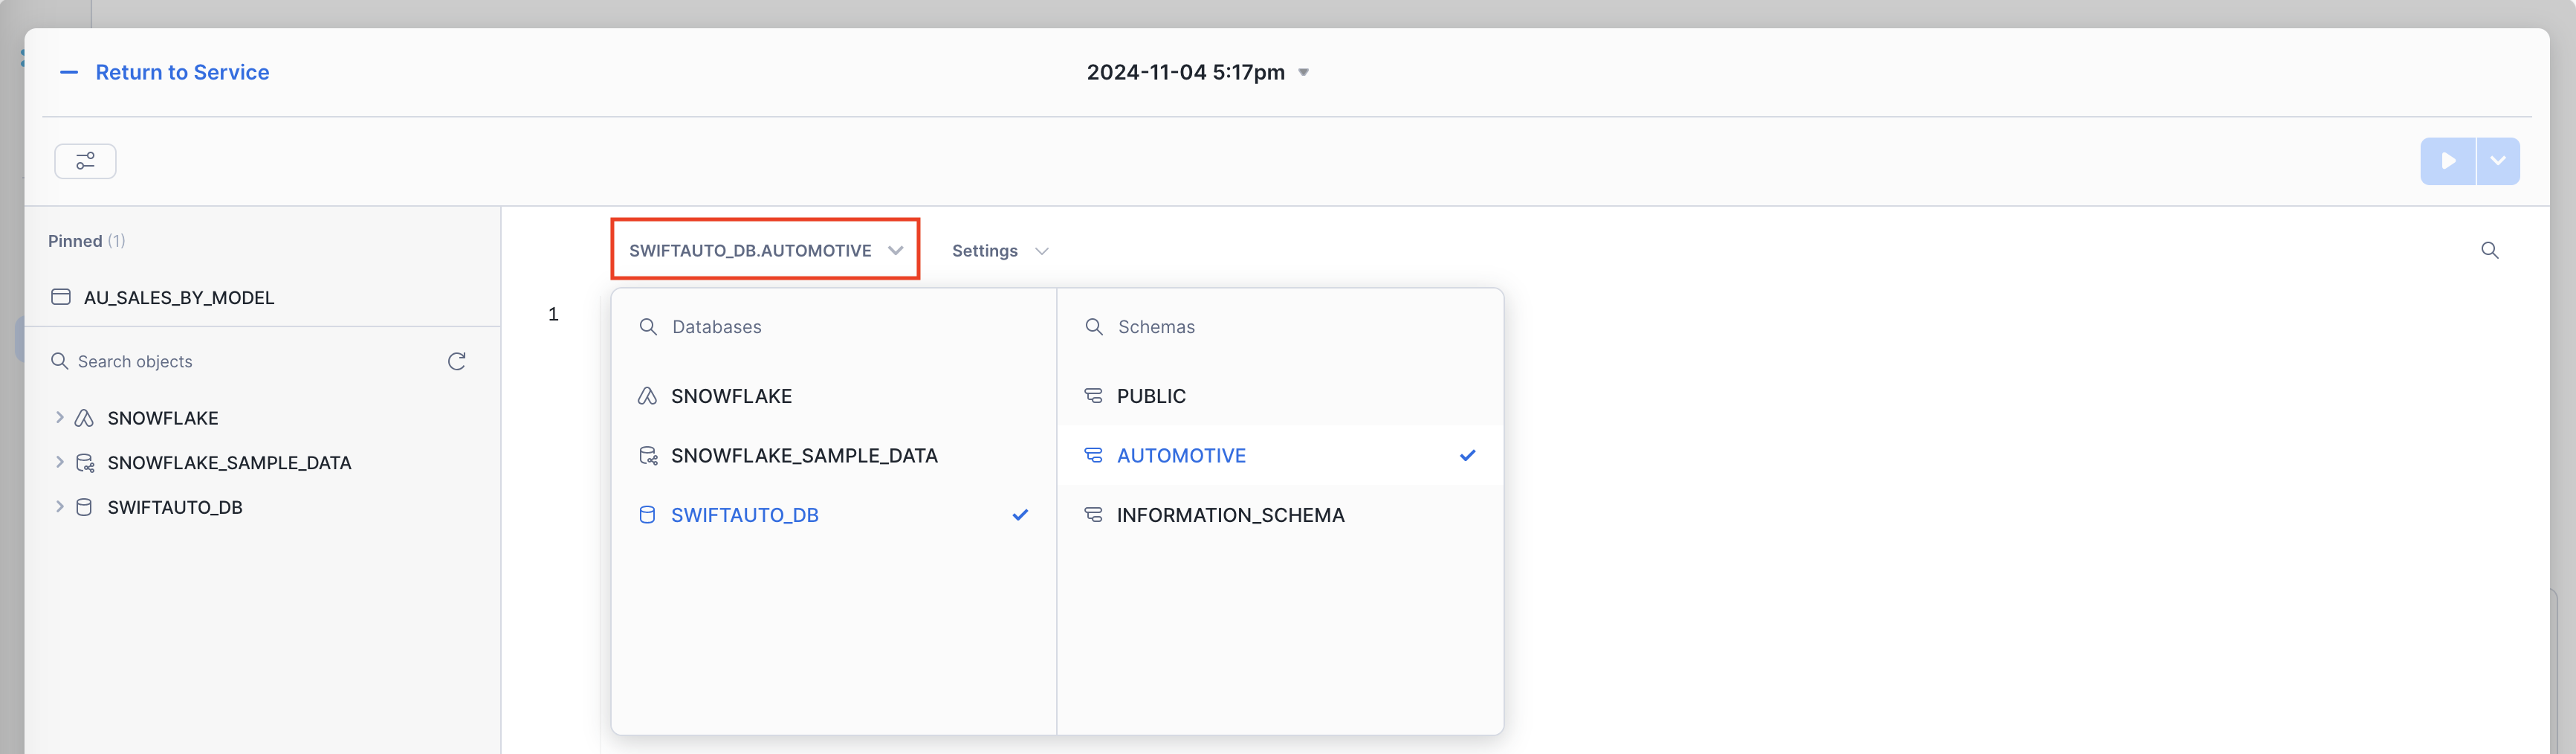 Return to Service
2024-11-04 5:17pm
Pinned (1)
AU_SALES_BY_MODEL
Search objects
SNOWFLAKE
SNOWFLAKE_SAMPLE_DATA
SWIFTAUTO_DB
SWIFTAUTO_DB.AUTOMOTIVE
Settings
1
Databases
SNOWFLAKE
SNOWFLAKE_SAMPLE_DATA
SWIFTAUTO_DB
Schemas
PUBLIC
AUTOMOTIVE
INFORMATION_SCHEMA